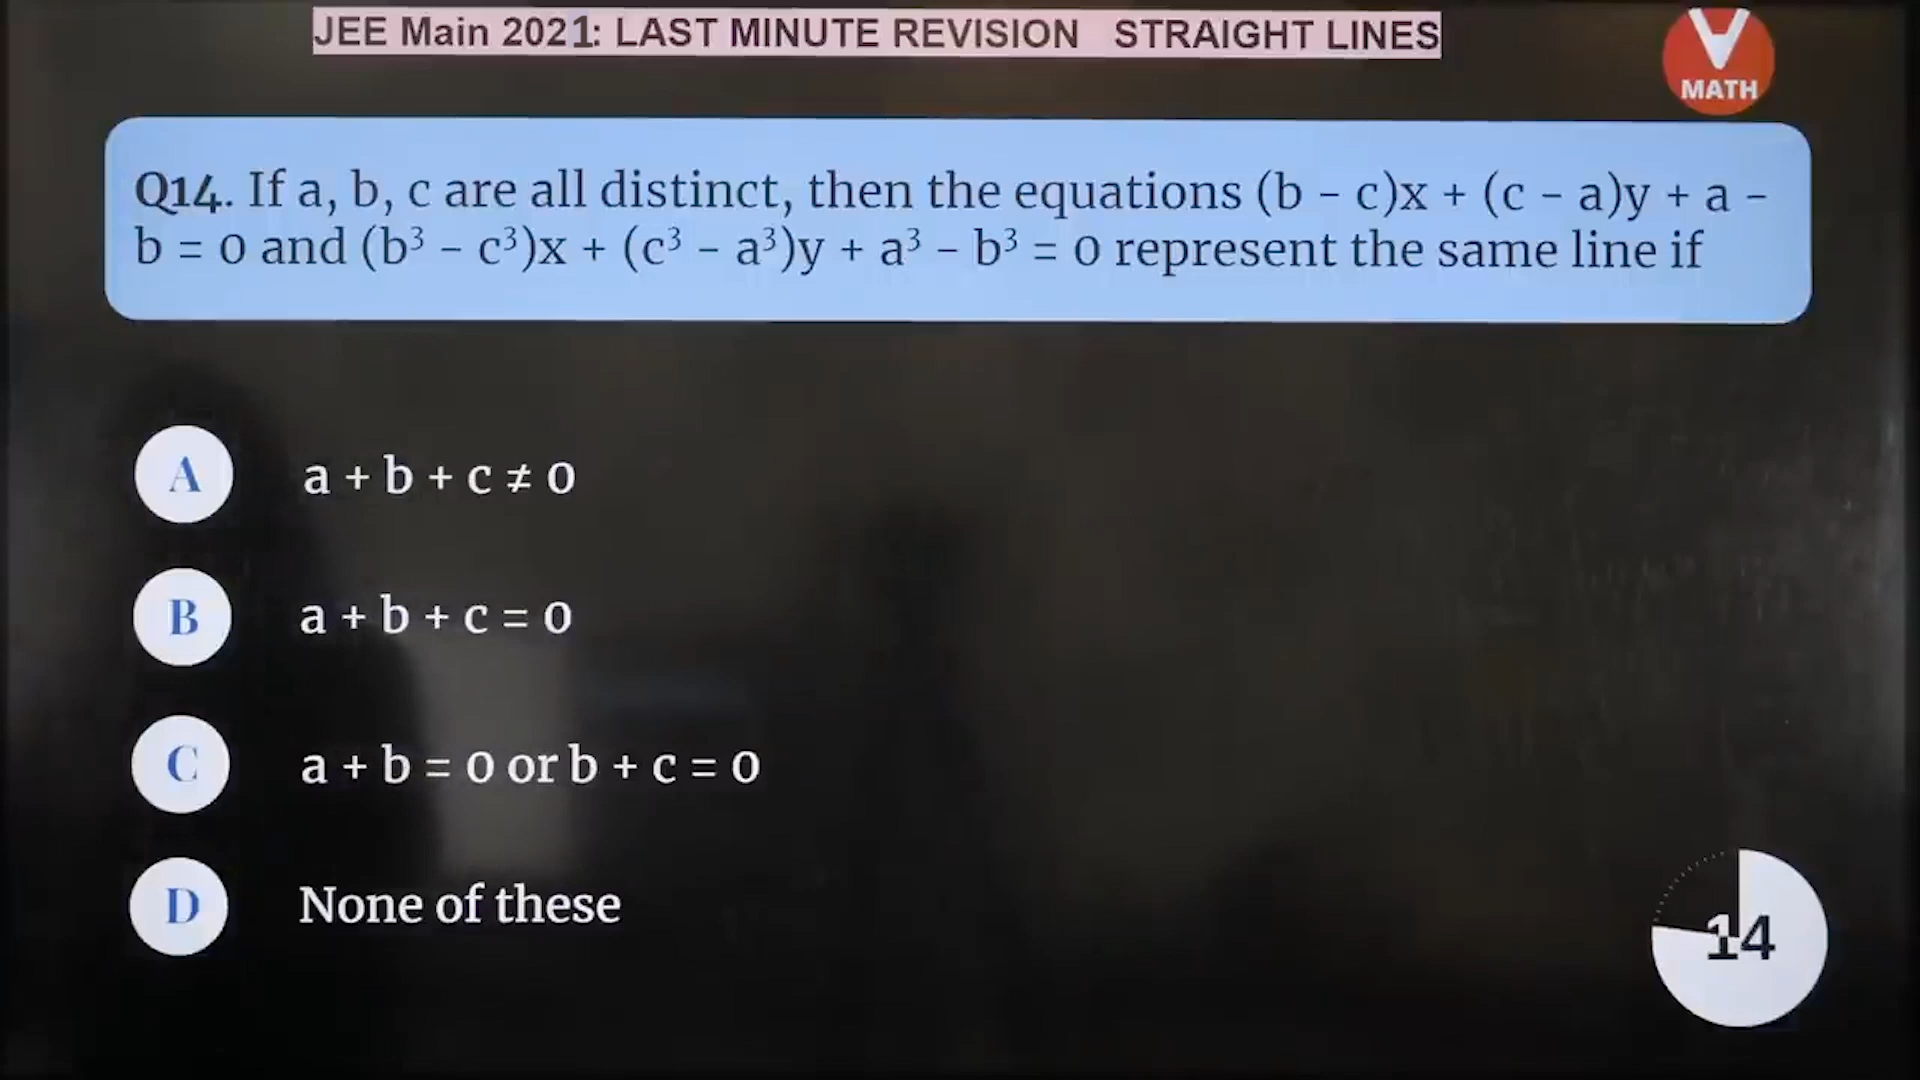 JEE Main 2021: LAST MINUTE REVISION STRAIGHT LINES
V
MATH
Q14. If a, b, c are all distinct, then the equations (b – c)x + (c – a)y + a –
b = 0 and (b³ – c³)x + (c³ – a³)y + a³ – b³ = 0 represent the same line if
A a + b + c ≠ 0
B a + b + c = 0
C a + b = 0 or b + c = 0
D None of these
14